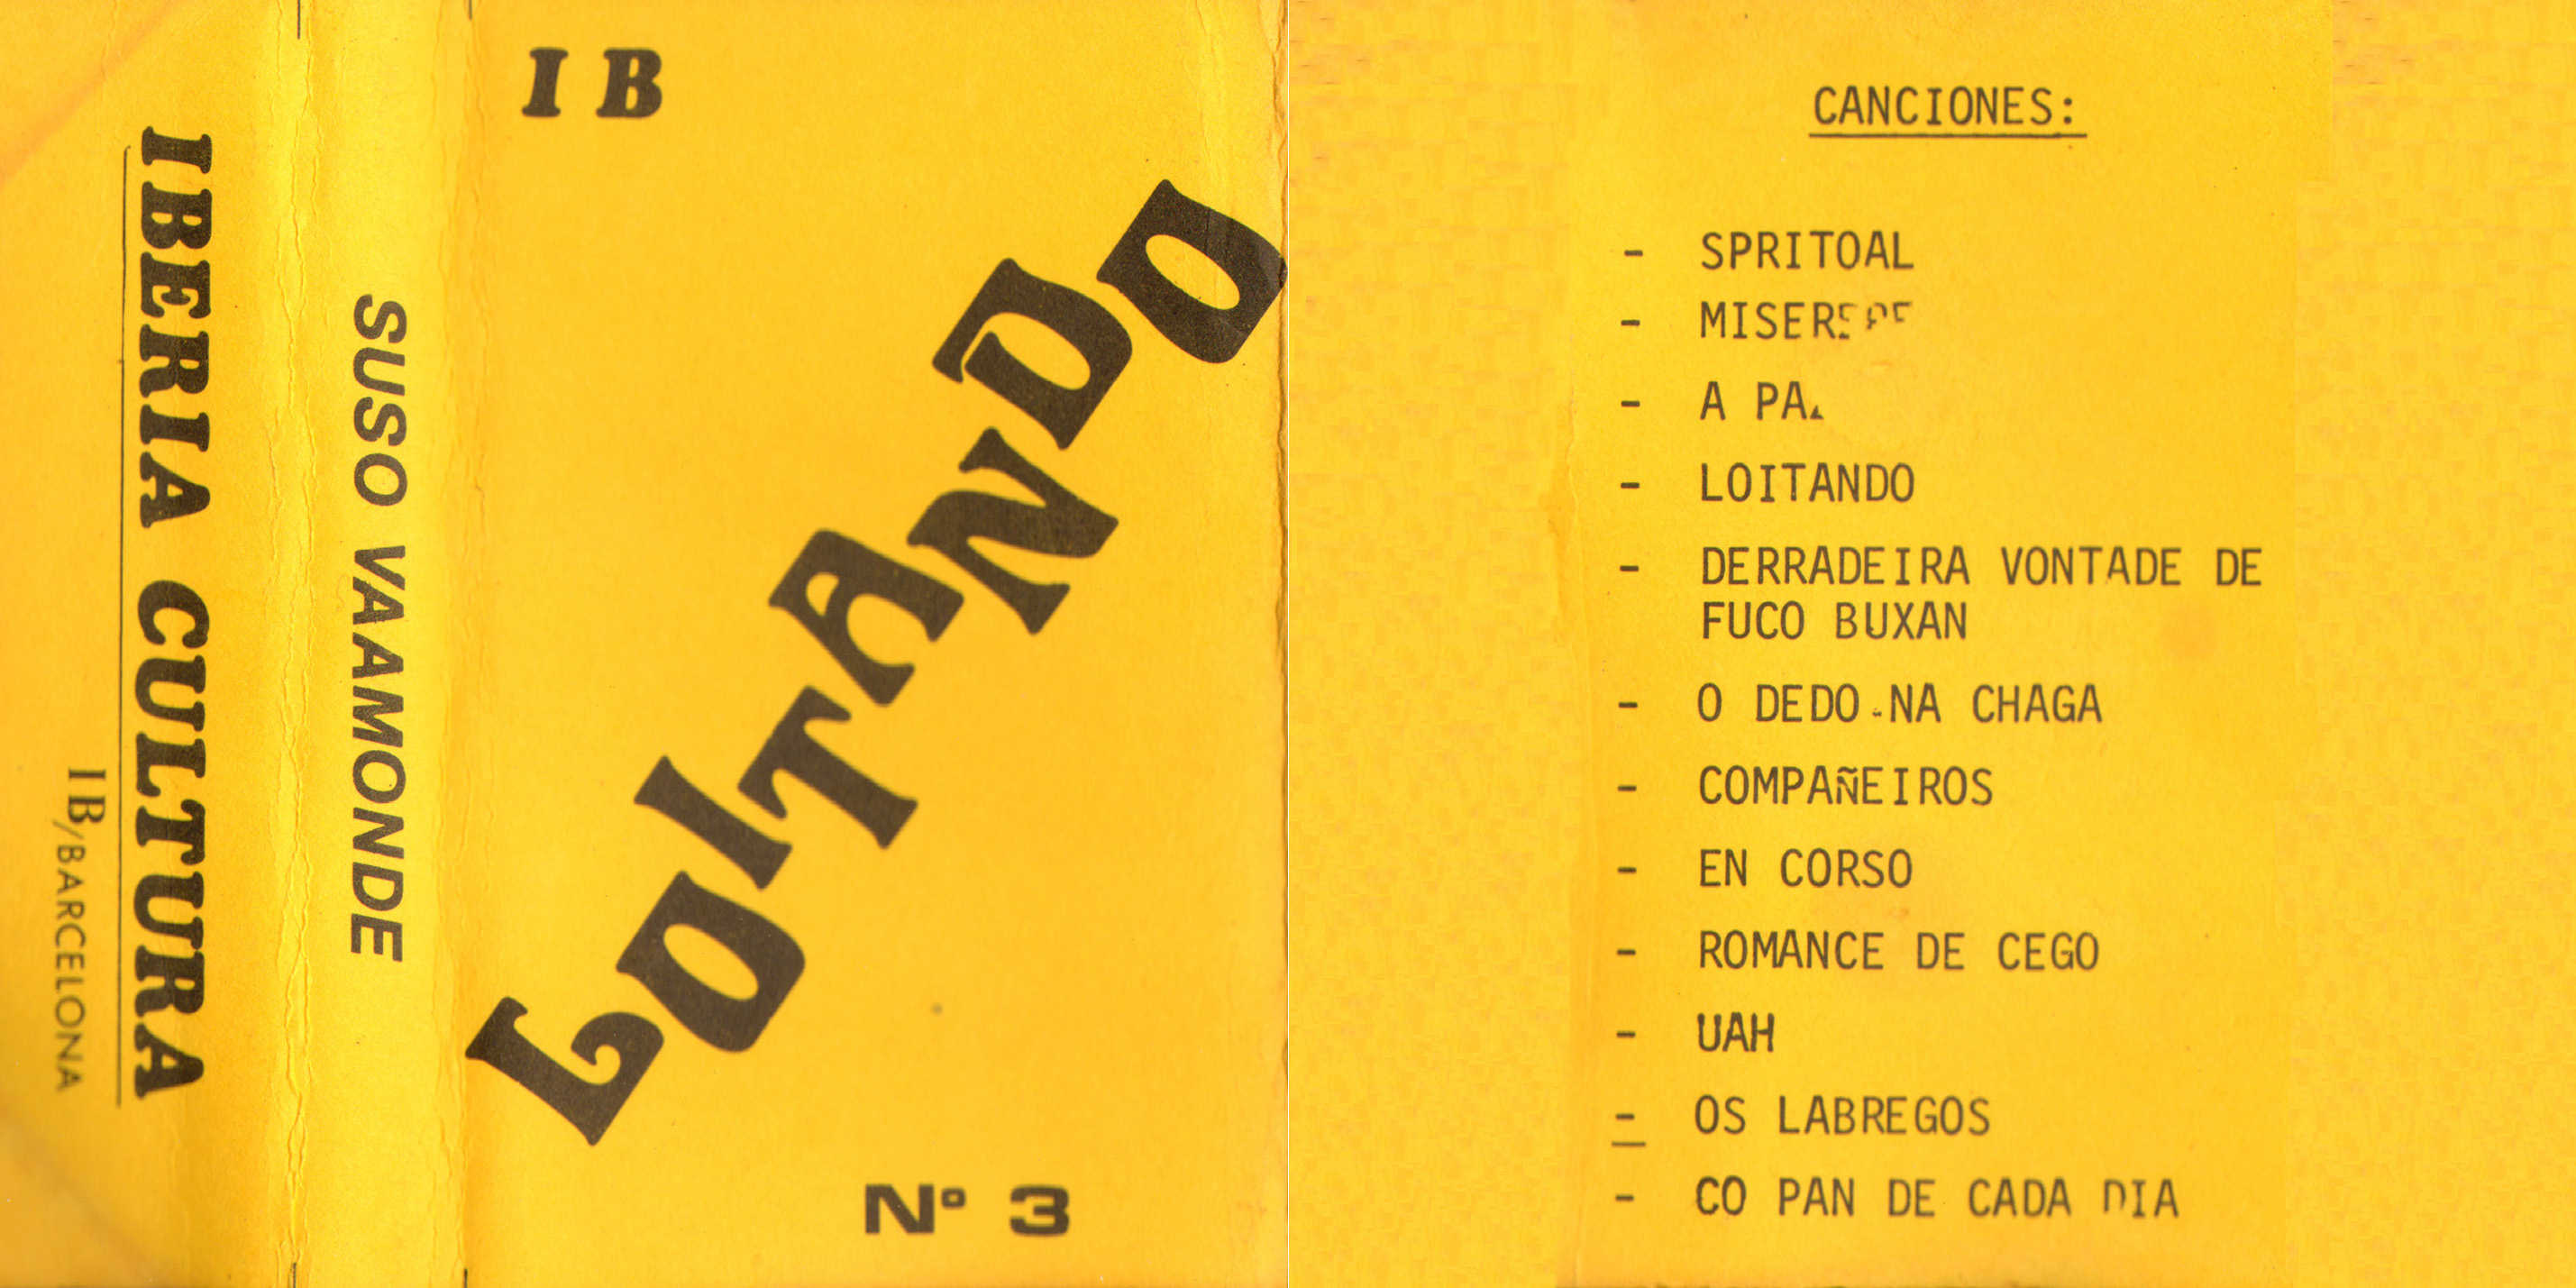 IBERIA CULTURA
IB/BARCELONA
SUSO VAAMONDE
IB
LOITANDO
Nº 3
CANCIONES:
- SPRITOAL
- MISERERE
- A
- LOITANDO
- DERRADEIRA VONTADE DE
FUCO BUXAN
- O DEDO NA CHAGA
- COMPAÑEIROS
- EN CORSO
- ROMANCE DE CEGO
- UAH
- OS LABREGOS
- CO PAN DE CADA DIA